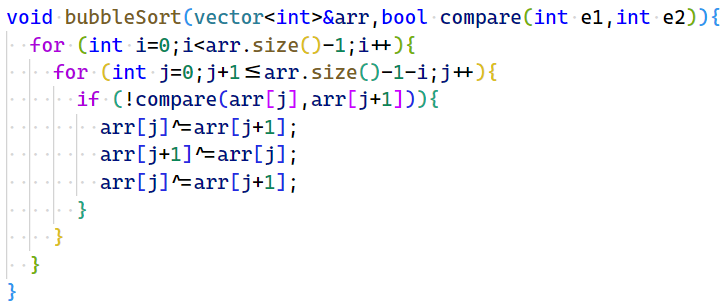 void bubbleSort(vector<int>&arr,bool compare(int e1,int e2)){
for (int i=0;i<arr.size()-1;i++){
for (int j=0;j+1<=arr.size()-1-i;j++){
if (!compare(arr[j],arr[j+1])){
arr[j]^=arr[j+1];
arr[j+1]^=arr[j];
arr[j]^=arr[j+1];
}
}
}
}